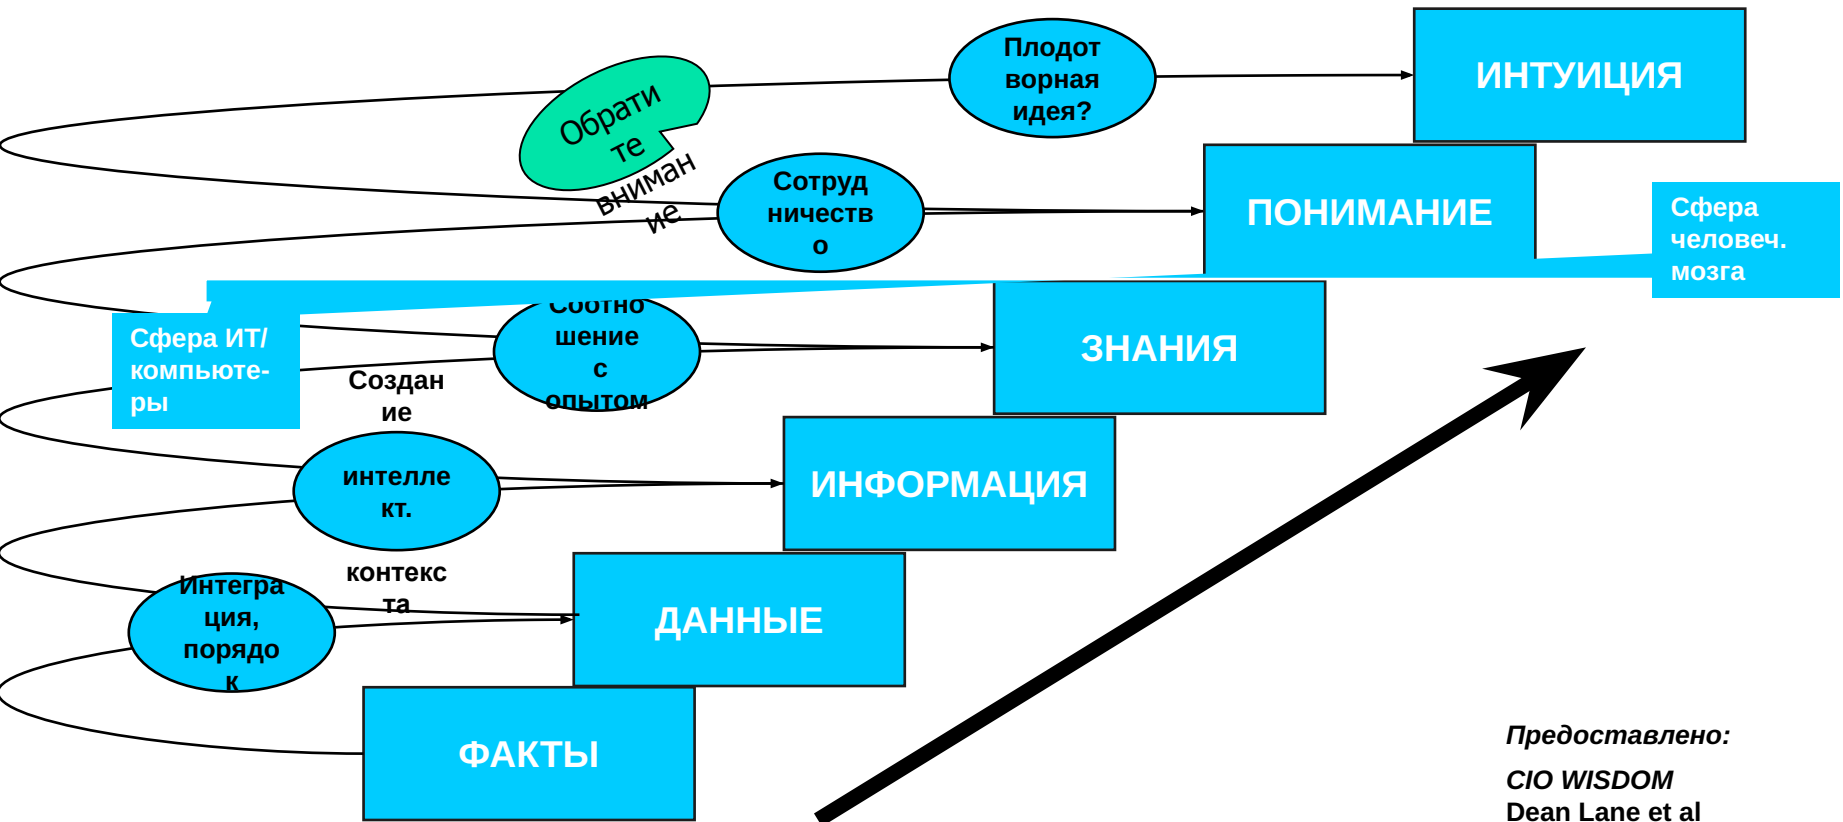 Плодот
ворная
идея?
ИНТУИЦИЯ
Обрати
те
вниман
ие
Сотруд
ничеств
о
ПОНИМАНИЕ
Сфера
человеч.
мозга
Соотно
шение
с
опытом
ЗНАНИЯ
Сфера ИТ/
компьюте-
ры
Создан
ие
интелле
кт.
контекс
та
ИНФОРМАЦИЯ
Интегра
ция,
порядо
к
ДАННЫЕ
ФАКТЫ
Предоставлено:
CIO WISDOM
Dean Lane et al